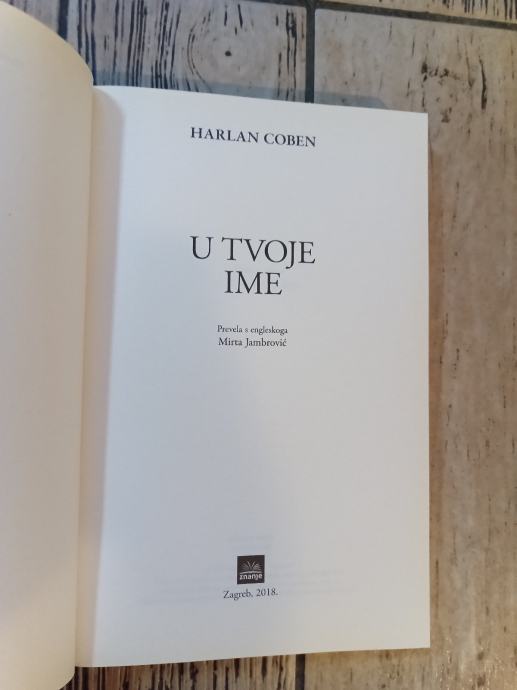 HARLAN COBEN
U TVOJE
IME
Prevela s engleskoga
Mirta Jambrović
znanje
Zagreb, 2018.